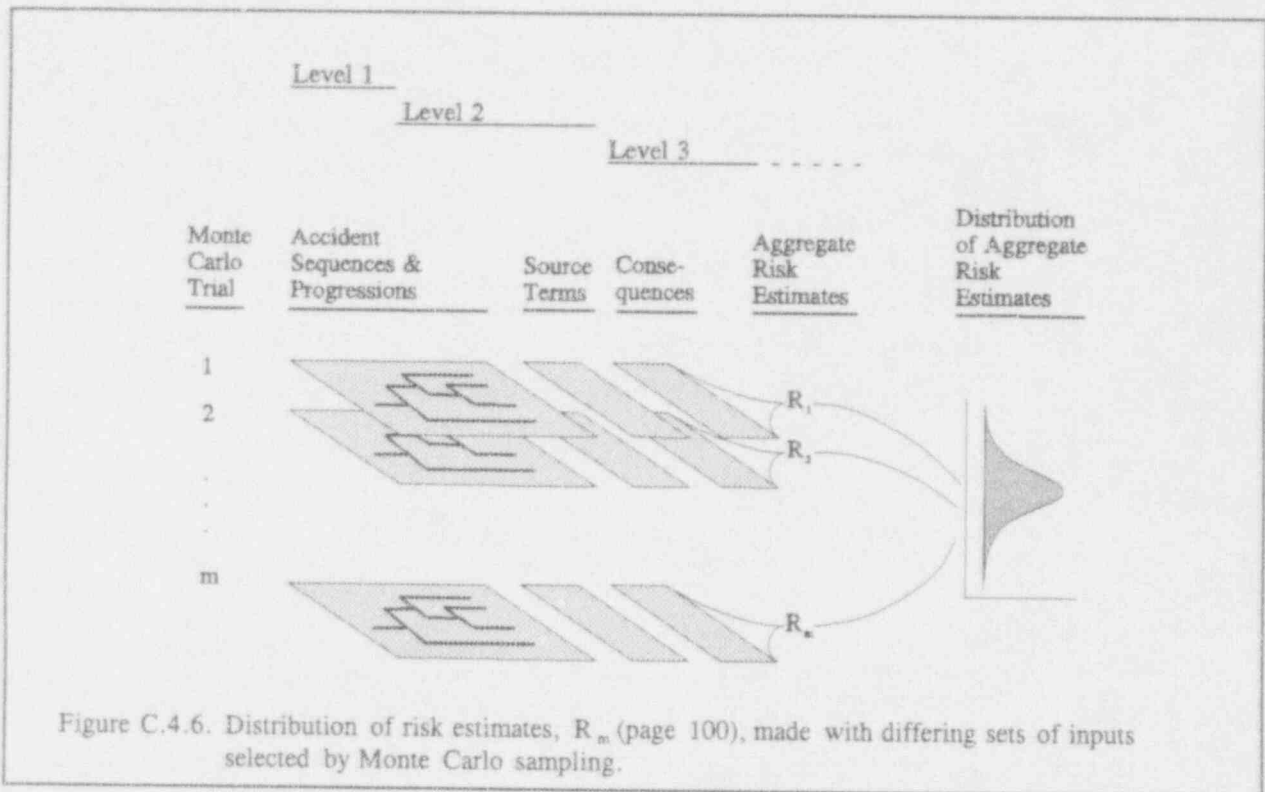 Level 1
Level 2
Level 3
Monte
Carlo
Trial
Accident
Sequences &
Progressions
Source
Terms
Conse-
quences
Aggregate
Risk
Estimates
Distribution
of Aggregate
Risk
Estimates
1
2
.
.
.
m
R1
R2
Rm
Figure C.4.6. Distribution of risk estimates, Rm (page 100), made with differing sets of inputs
selected by Monte Carlo sampling.